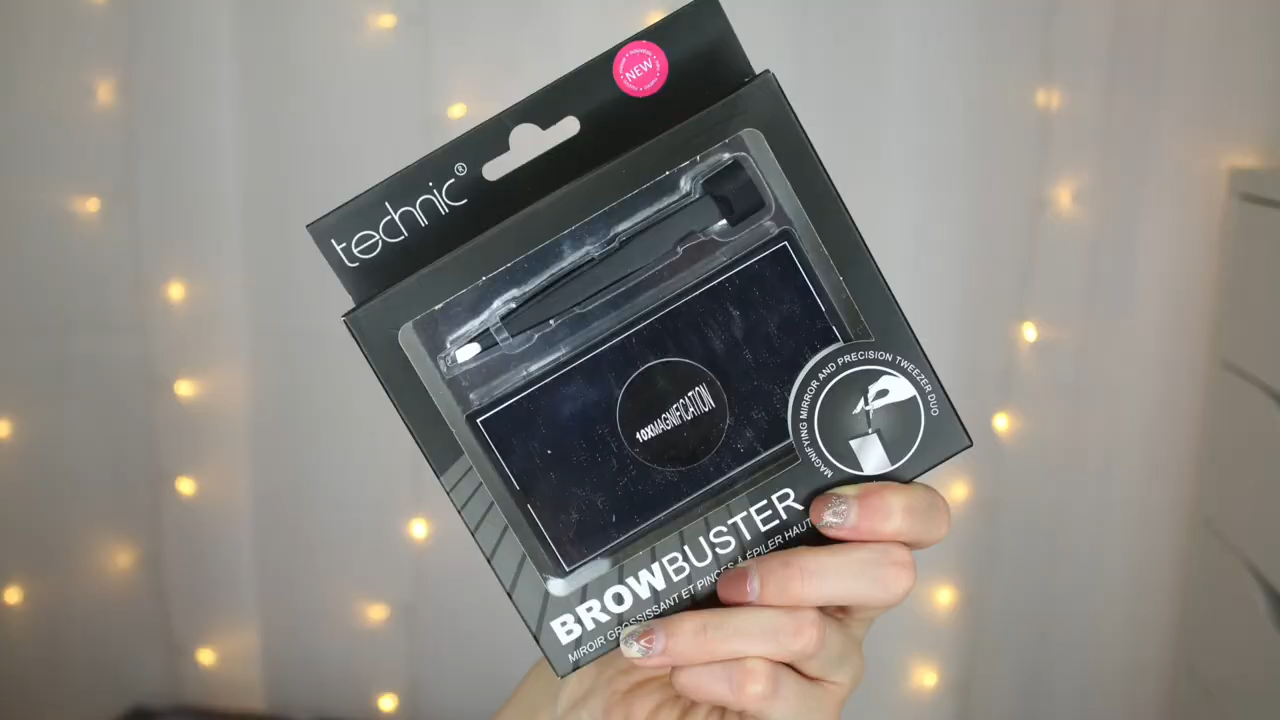 NEW
technic®
10XMAGNIFICATION
MAGNIFYING MIRROR AND PRECISION TWEEZER DUO
BROWBUSTER
MIROIR GROSSISSANT ET PINCES À ÉPILER HAUT